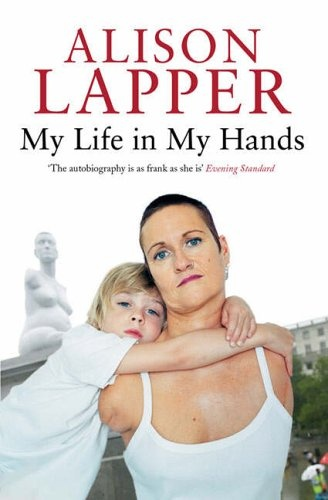 ALISON
LAPPER
My Life in My Hands
‘The autobiography is as frank as she is’ Evening Standard